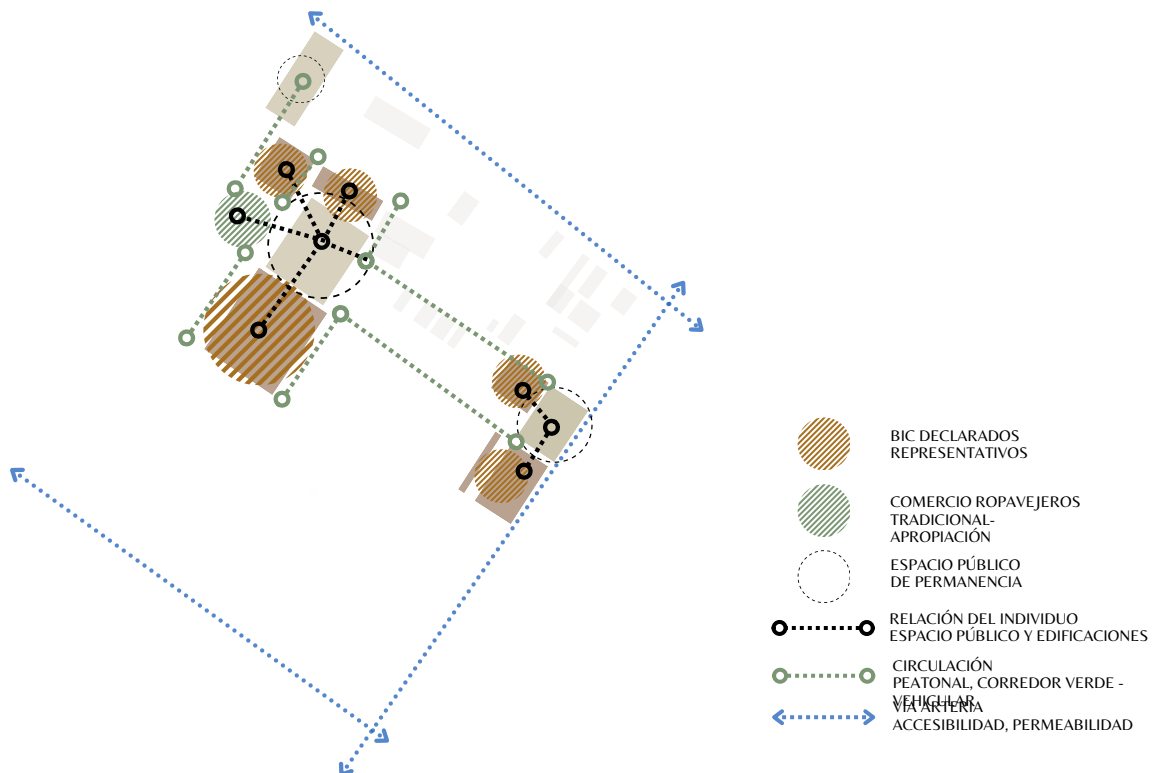 BIC DECLARADOS
REPRESENTATIVOS
COMERCIO ROPAVEJEROS
TRADICIONAL-
APROPIACIÓN
ESPACIO PÚBLICO
DE PERMANENCIA
RELACIÓN DEL INDIVIDUO
ESPACIO PÚBLICO Y EDIFICACIONES
CIRCULACIÓN
PEATONAL, CORREDOR VERDE -
VEHICULAR
VÍA ARTERIA
ACCESIBILIDAD, PERMEABILIDAD